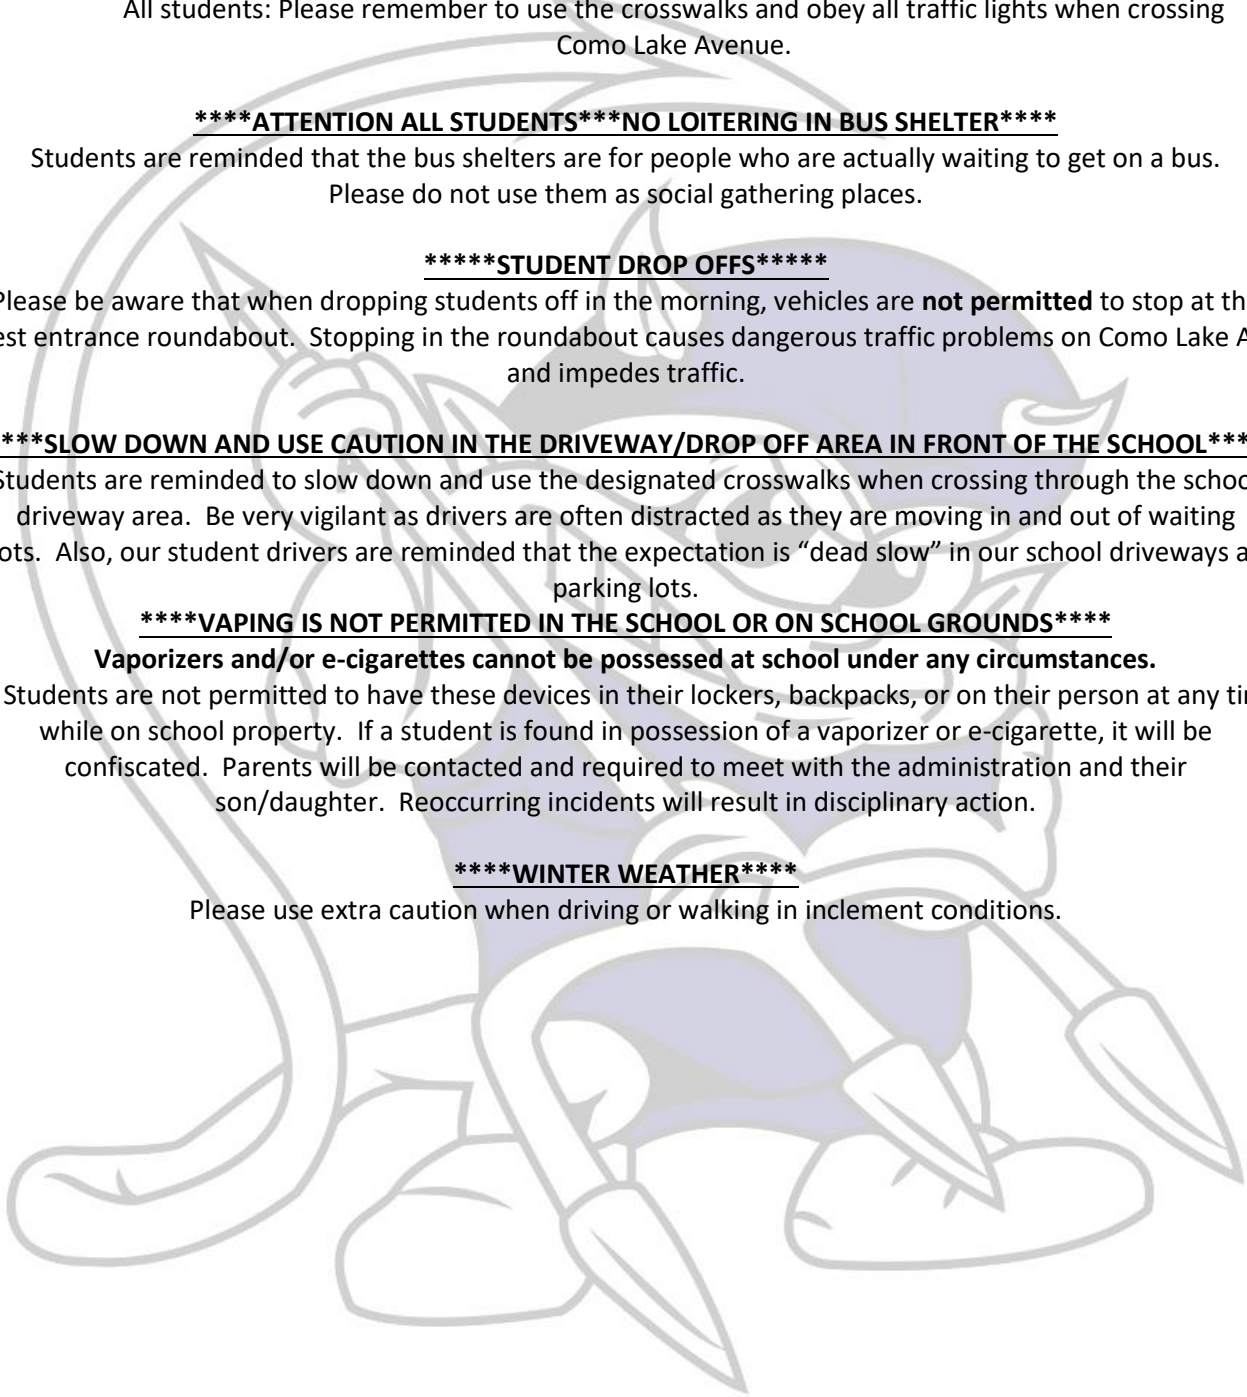 All students: Please remember to use the crosswalks and obey all traffic lights when crossing
Como Lake Avenue.
****ATTENTION ALL STUDENTS***NO LOITERING IN BUS SHELTER****
Students are reminded that the bus shelters are for people who are actually waiting to get on a bus.
Please do not use them as social gathering places.
*****STUDENT DROP OFFS*****
Please be aware that when dropping students off in the morning, vehicles are not permitted to stop at th
est entrance roundabout.  Stopping in the roundabout causes dangerous traffic problems on Como Lake A
and impedes traffic.
***SLOW DOWN AND USE CAUTION IN THE DRIVEWAY/DROP OFF AREA IN FRONT OF THE SCHOOL***
Students are reminded to slow down and use the designated crosswalks when crossing through the schoo
driveway area.  Be very vigilant as drivers are often distracted as they are moving in and out of waiting
ots.  Also, our student drivers are reminded that the expectation is “dead slow” in our school driveways a
parking lots.
****VAPING IS NOT PERMITTED IN THE SCHOOL OR ON SCHOOL GROUNDS****
Vaporizers and/or e-cigarettes cannot be possessed at school under any circumstances.
Students are not permitted to have these devices in their lockers, backpacks, or on their person at any ti
while on school property.  If a student is found in possession of a vaporizer or e-cigarette, it will be
confiscated.  Parents will be contacted and required to meet with the administration and their
son/daughter.  Reoccurring incidents will result in disciplinary action.
****WINTER WEATHER****
Please use extra caution when driving or walking in inclement conditions.